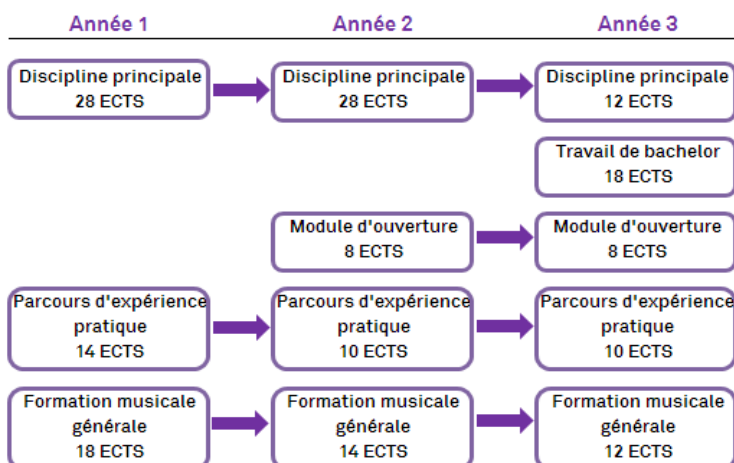 Année 1
Année 2
Année 3
Discipline principale
28 ECTS
Discipline principale
28 ECTS
Discipline principale
12 ECTS
Travail de bachelor
18 ECTS
Module d'ouverture
8 ECTS
Module d'ouverture
8 ECTS
Parcours d'expérience
pratique
14 ECTS
Parcours d'expérience
pratique
10 ECTS
Parcours d'expérience
pratique
10 ECTS
Formation musicale
générale
18 ECTS
Formation musicale
générale
14 ECTS
Formation musicale
générale
12 ECTS